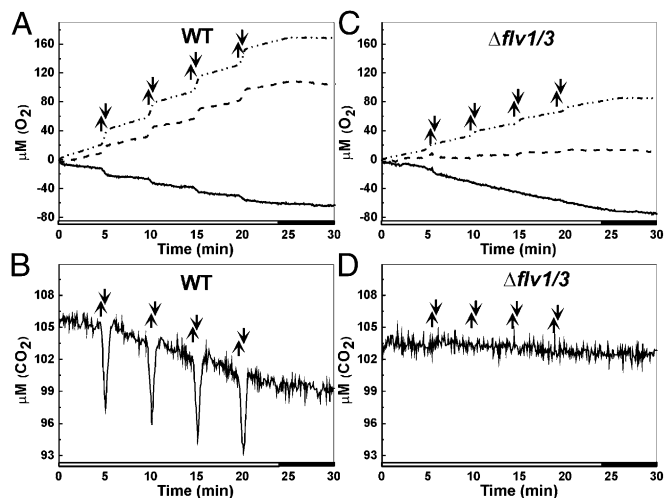 A
WT
160
120
80
40
0
-40
-80
µM (O2)
0 5 10 15 20 25 30
Time (min)
C
Δflv1/3
160
120
80
40
0
-40
-80
µM (O2)
0 5 10 15 20 25 30
Time (min)
B
WT
108
105
102
99
96
93
µM (CO2)
0 5 10 15 20 25 30
Time (min)
D
Δflv1/3
108
105
102
99
96
93
µM (CO2)
0 5 10 15 20 25 30
Time (min)